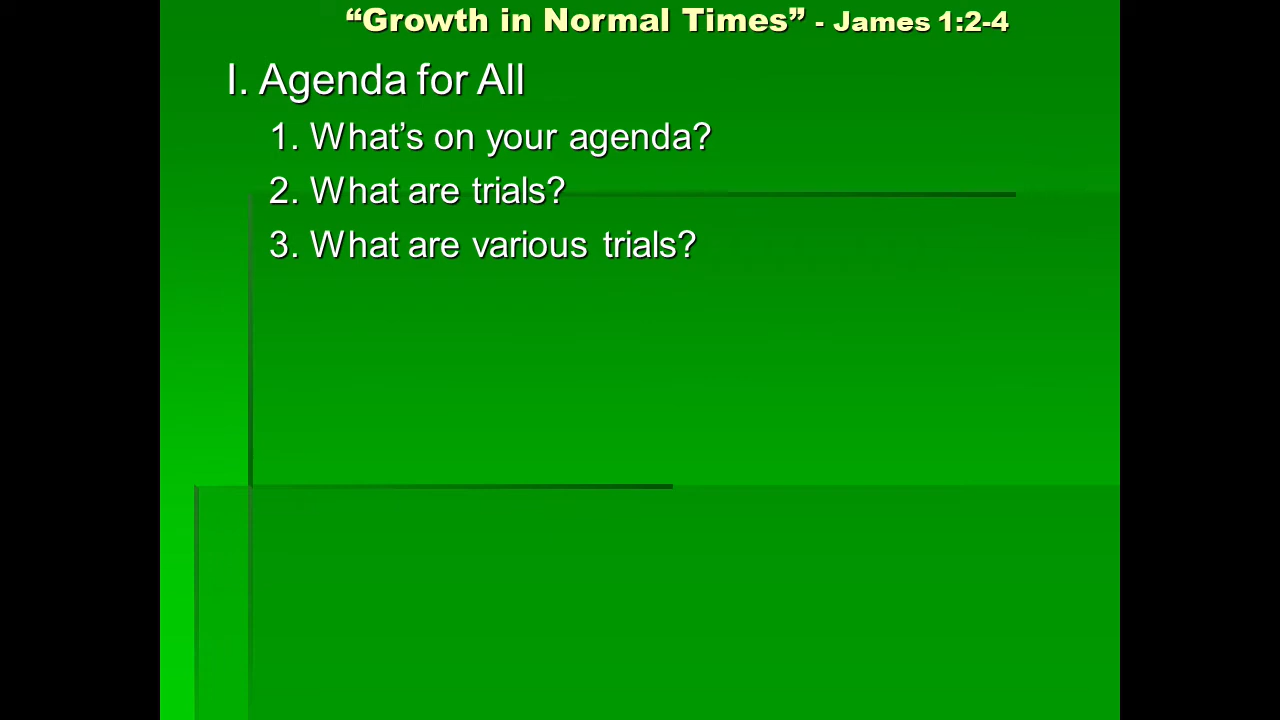 “Growth in Normal Times” - James 1:2-4
I. Agenda for All
1. What’s on your agenda?
2. What are trials?
3. What are various trials?